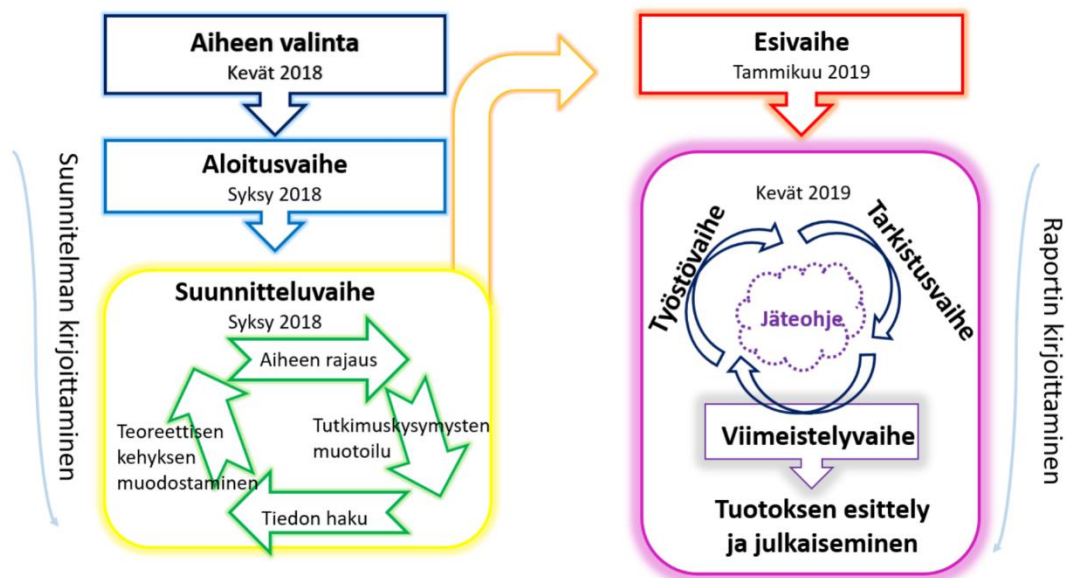 Aiheen valinta
Kevät 2018
Aloitusvaihe
Syksy 2018
Suunnitelman kirjoittaminen
Suunnitteluvaihe
Syksy 2018
Aiheen rajaus
Tutkimuskysymysten
muotoilu
Tiedon haku
Teoreettisen
kehyksen
muodostaminen
Esivaihe
Tammikuu 2019
Kevät 2019
Työstövaihe
Tarkistusvaihe
Jäteohje
Viimeistelyvaihe
Tuotoksen esittely
ja julkaiseminen
Raportin kirjoittaminen